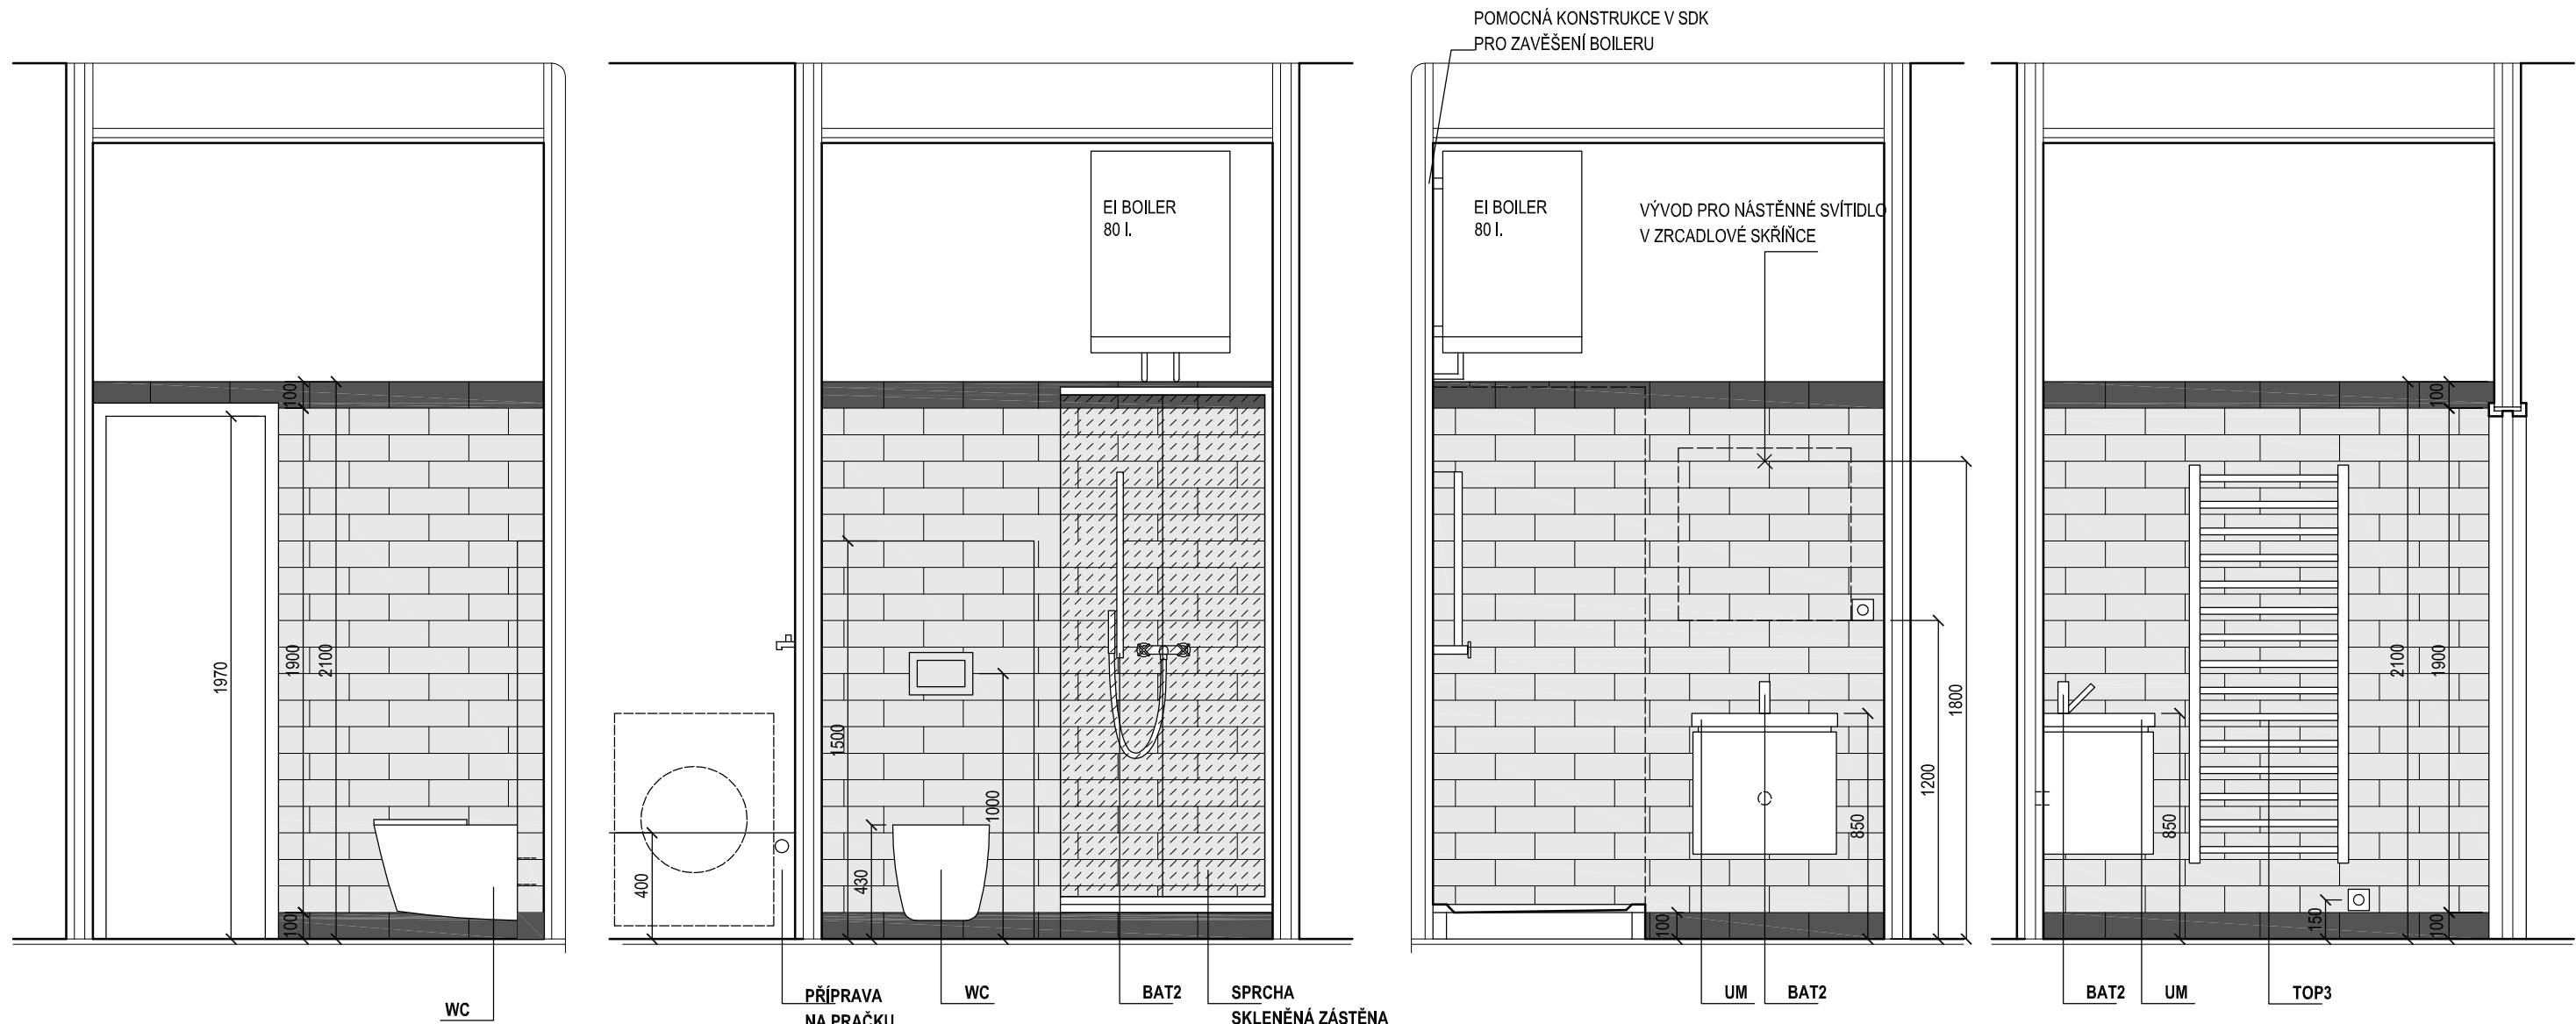 POMOCNÁ KONSTRUKCE V SDK
PRO ZAVĚŠENÍ BOILERU
EI BOILER
80 l.
EI BOILER
80 l.
VÝVOD PRO NÁSTĚNNÉ SVÍTIDLO
V ZRCADLOVÉ SKŘÍŇCE
1970
100
1900
2100
100
WC
400
1500
430
1000
PŘÍPRAVA
NA PRAČKU
WC
BAT2
SPRCHA
SKLENĚNÁ ZÁSTĚNA
100
850
1200
1800
UM
BAT2
850
150
2100
100
1900
100
BAT2
UM
TOP3